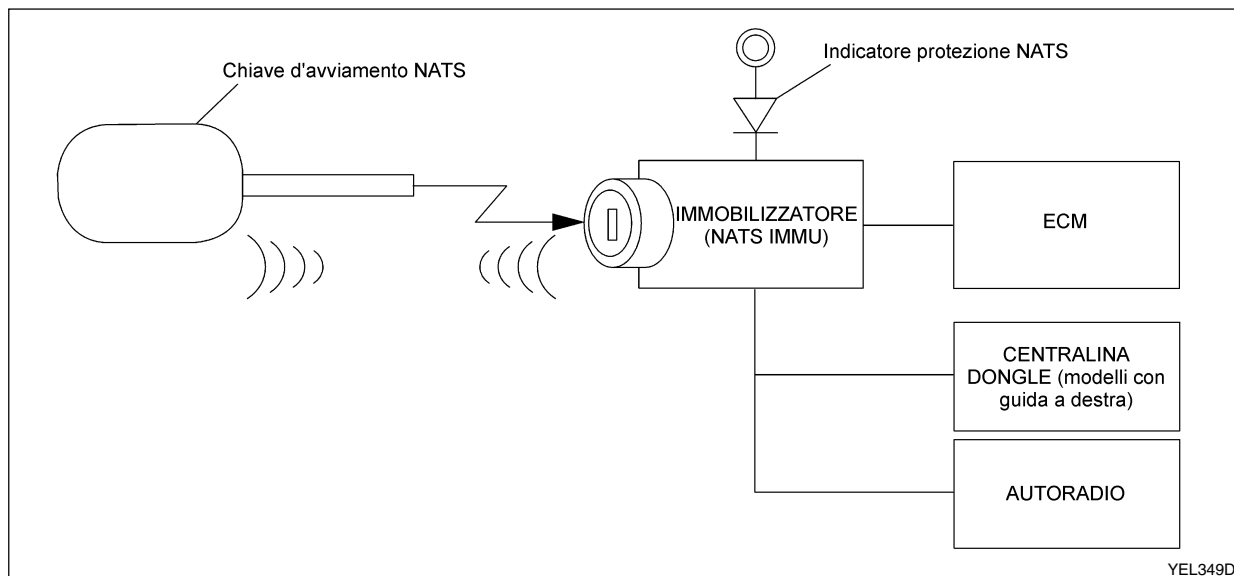 Chiave d'avviamento NATS
Indicatore protezione NATS
IMMOBILIZZATORE
(NATS IMMU)
ECM
CENTRALINA
DONGLE (modelli con
guida a destra)
AUTORADIO
YEL349D